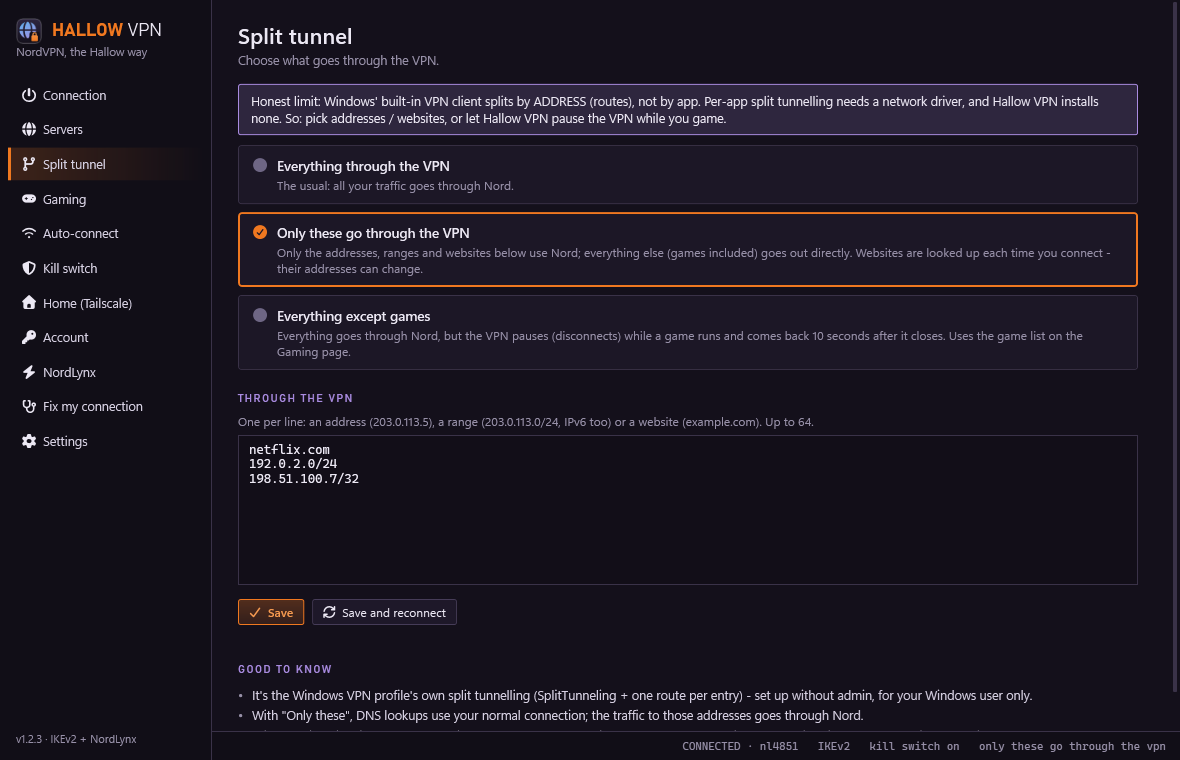 HALLOW VPN
NordVPN, the Hallow way
Connection
Servers
Split tunnel
Gaming
Auto-connect
Kill switch
Home (Tailscale)
Account
NordLynx
Fix my connection
Settings
v1.2.3 · IKEv2 + NordLynx
Split tunnel
Choose what goes through the VPN.
Honest limit: Windows' built-in VPN client splits by ADDRESS (routes), not by app. Per-app split tunnelling needs a network driver, and Hallow VPN installs
none. So: pick addresses / websites, or let Hallow VPN pause the VPN while you game.
Everything through the VPN
The usual: all your traffic goes through Nord.
Only these go through the VPN
Only the addresses, ranges and websites below use Nord; everything else (games included) goes out directly. Websites are looked up each time you connect -
their addresses can change.
Everything except games
Everything goes through Nord, but the VPN pauses (disconnects) while a game runs and comes back 10 seconds after it closes. Uses the game list on the
Gaming page.
THROUGH THE VPN
One per line: an address (203.0.113.5), a range (203.0.113.0/24, IPv6 too) or a website (example.com). Up to 64.
netflix.com
192.0.2.0/24
198.51.100.7/32
Save
Save and reconnect
GOOD TO KNOW
• It's the Windows VPN profile's own split tunnelling (SplitTunneling + one route per entry) - set up without admin, for your Windows user only.
• With "Only these", DNS lookups use your normal connection; the traffic to those addresses goes through Nord.
CONNECTED · nl4851 IKEv2 kill switch on only these go through the vpn